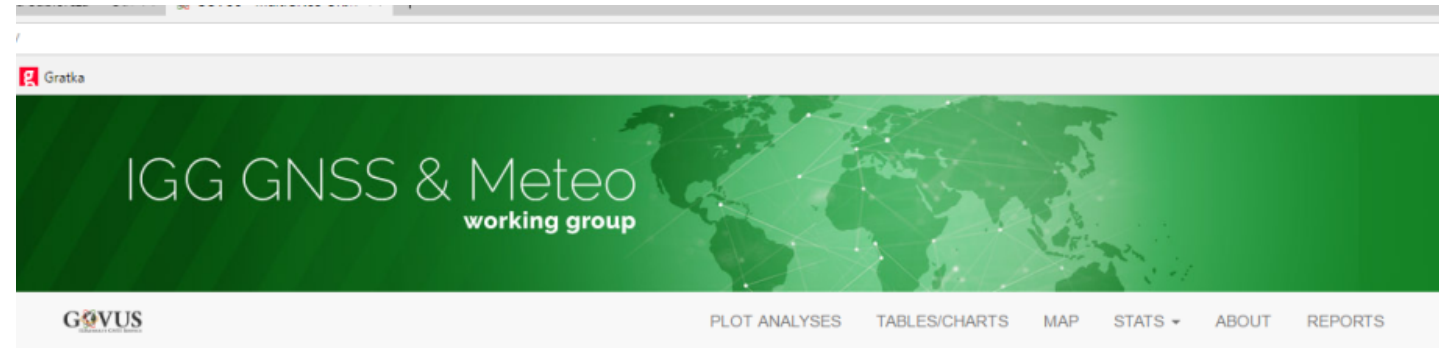 Gratka
IGG GNSS & Meteo
working group
GOVUS
PLOT ANALYSES TABLES/CHARTS MAP STATS ABOUT REPORTS